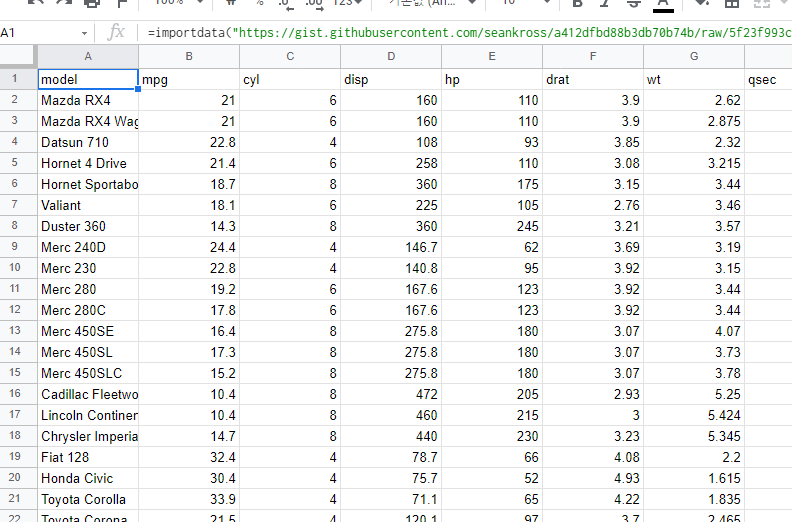 100% % .0 .00 123 기본값 (Ari... 10 B I S A
A1 fx =importdata("https://gist.githubusercontent.com/seankross/a412dfbd88b3db70b74b/raw/5f23f993c
A B C D E F G
1 model mpg cyl disp hp drat wt qsec
2 Mazda RX4 21 6 160 110 3.9 2.62
3 Mazda RX4 Wag 21 6 160 110 3.9 2.875
4 Datsun 710 22.8 4 108 93 3.85 2.32
5 Hornet 4 Drive 21.4 6 258 110 3.08 3.215
6 Hornet Sportabo 18.7 8 360 175 3.15 3.44
7 Valiant 18.1 6 225 105 2.76 3.46
8 Duster 360 14.3 8 360 245 3.21 3.57
9 Merc 240D 24.4 4 146.7 62 3.69 3.19
10 Merc 230 22.8 4 140.8 95 3.92 3.15
11 Merc 280 19.2 6 167.6 123 3.92 3.44
12 Merc 280C 17.8 6 167.6 123 3.92 3.44
13 Merc 450SE 16.4 8 275.8 180 3.07 4.07
14 Merc 450SL 17.3 8 275.8 180 3.07 3.73
15 Merc 450SLC 15.2 8 275.8 180 3.07 3.78
16 Cadillac Fleetwo 10.4 8 472 205 2.93 5.25
17 Lincoln Continer 10.4 8 460 215 3 5.424
18 Chrysler Imperia 14.7 8 440 230 3.23 5.345
19 Fiat 128 32.4 4 78.7 66 4.08 2.2
20 Honda Civic 30.4 4 75.7 52 4.93 1.615
21 Toyota Corolla 33.9 4 71.1 65 4.22 1.835
22 Toyota Corona 21.5 4 120.1 97 3.7 2.465